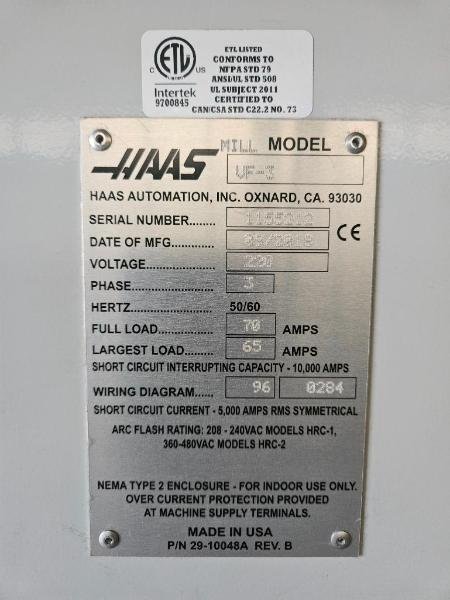 ETL LISTED
CONFORMS TO
NFPA STD 79
ANSI/UL STD 508
UL SUBJECT 2011
CERTIFIED TO
CAN/CSA STD C22.2 NO. 73
C ETL US
Intertek
9700845
HAAS MILL MODEL
VF-3
HAAS AUTOMATION, INC. OXNARD, CA. 93030
SERIAL NUMBER........
DATE OF MFG............ CE
VOLTAGE................... 230
PHASE....................... 3
HERTZ 50/60
FULL LOAD............... 70 AMPS
LARGEST LOAD........ 65 AMPS
SHORT CIRCUIT INTERRUPTING CAPACITY - 10,000 AMPS
WIRING DIAGRAM...... 96 0284
SHORT CIRCUIT CURRENT - 5,000 AMPS RMS SYMMETRICAL
ARC FLASH RATING: 208 - 240VAC MODELS HRC-1,
360-480VAC MODELS HRC-2
NEMA TYPE 2 ENCLOSURE - FOR INDOOR USE ONLY.
OVER CURRENT PROTECTION PROVIDED
AT MACHINE SUPPLY TERMINALS.
MADE IN USA
P/N 29-10048A REV. B